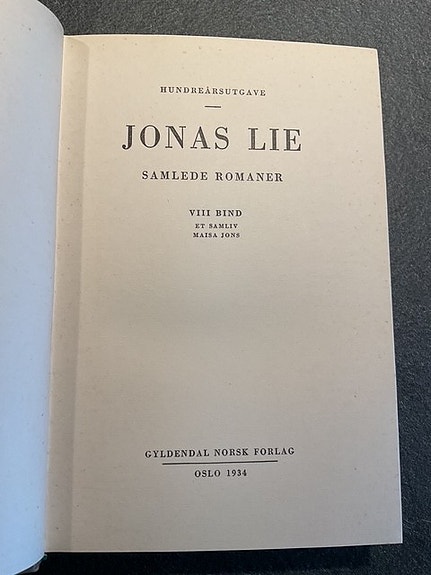 HUNDREÅRSUTGAVE
JONAS LIE
SAMLEDE ROMANER
VIII BIND
ET SAMLIV
MAISA JONS
GYLDENDAL NORSK FORLAG
OSLO 1934